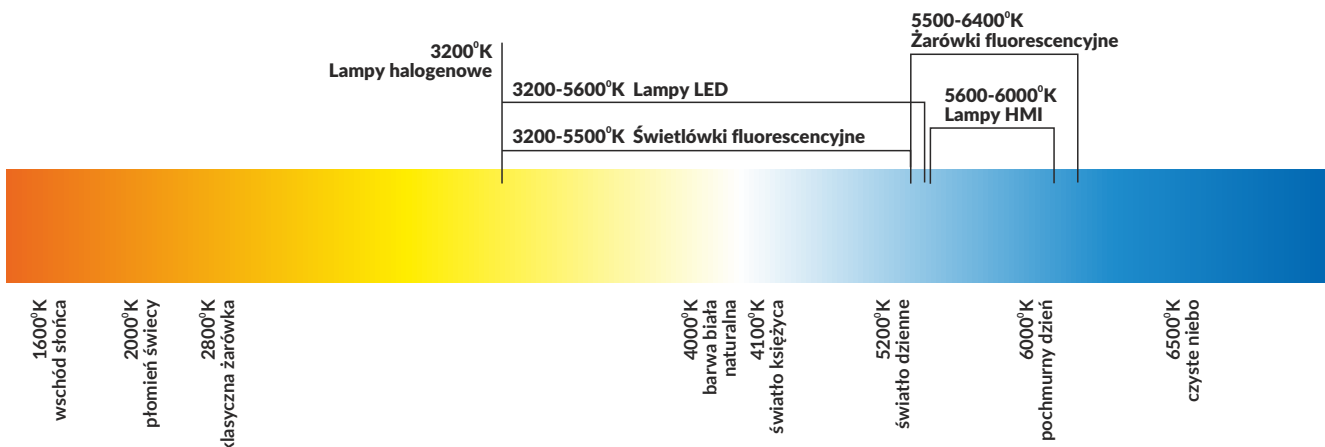 5500-6400⁰K
Żarówki fluorescencyjne
3200⁰K
Lampy halogenowe
3200-5600⁰K Lampy LED
5600-6000⁰K
Lampy HMI
3200-5500⁰K Świetlówki fluorescencyjne
1600⁰K
wschód słońca
2000⁰K
płomień świecy
2800⁰K
klasyczna żarówka
4000⁰K
barwa biała
naturalna
4100⁰K
światło księżyca
5200⁰K
światło dzienne
6000⁰K
pochmurny dzień
6500⁰K
czyste niebo